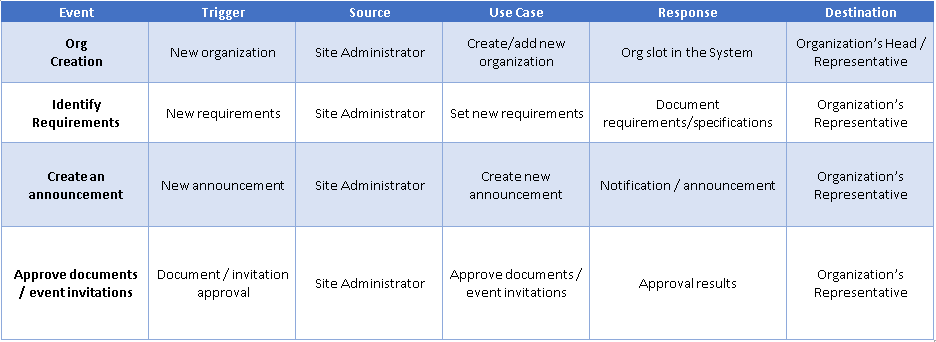 Event Trigger Source Use Case Response Destination
Org
Creation
New organization
Site Administrator
Create/add new
organization
Org slot in the System
Organization's Head /
Representative
Identify
Requirements
New requirements
Site Administrator
Set new requirements
Document
requirements/specifications
Organization's
Representative
Create an
announcement
New announcement
Site Administrator
Create new
announcement
Notification / announcement
Organization's
Representative
Approve documents
/ event invitations
Document / invitation
approval
Site Administrator
Approve documents /
event invitations
Approval results
Organization's
Representative